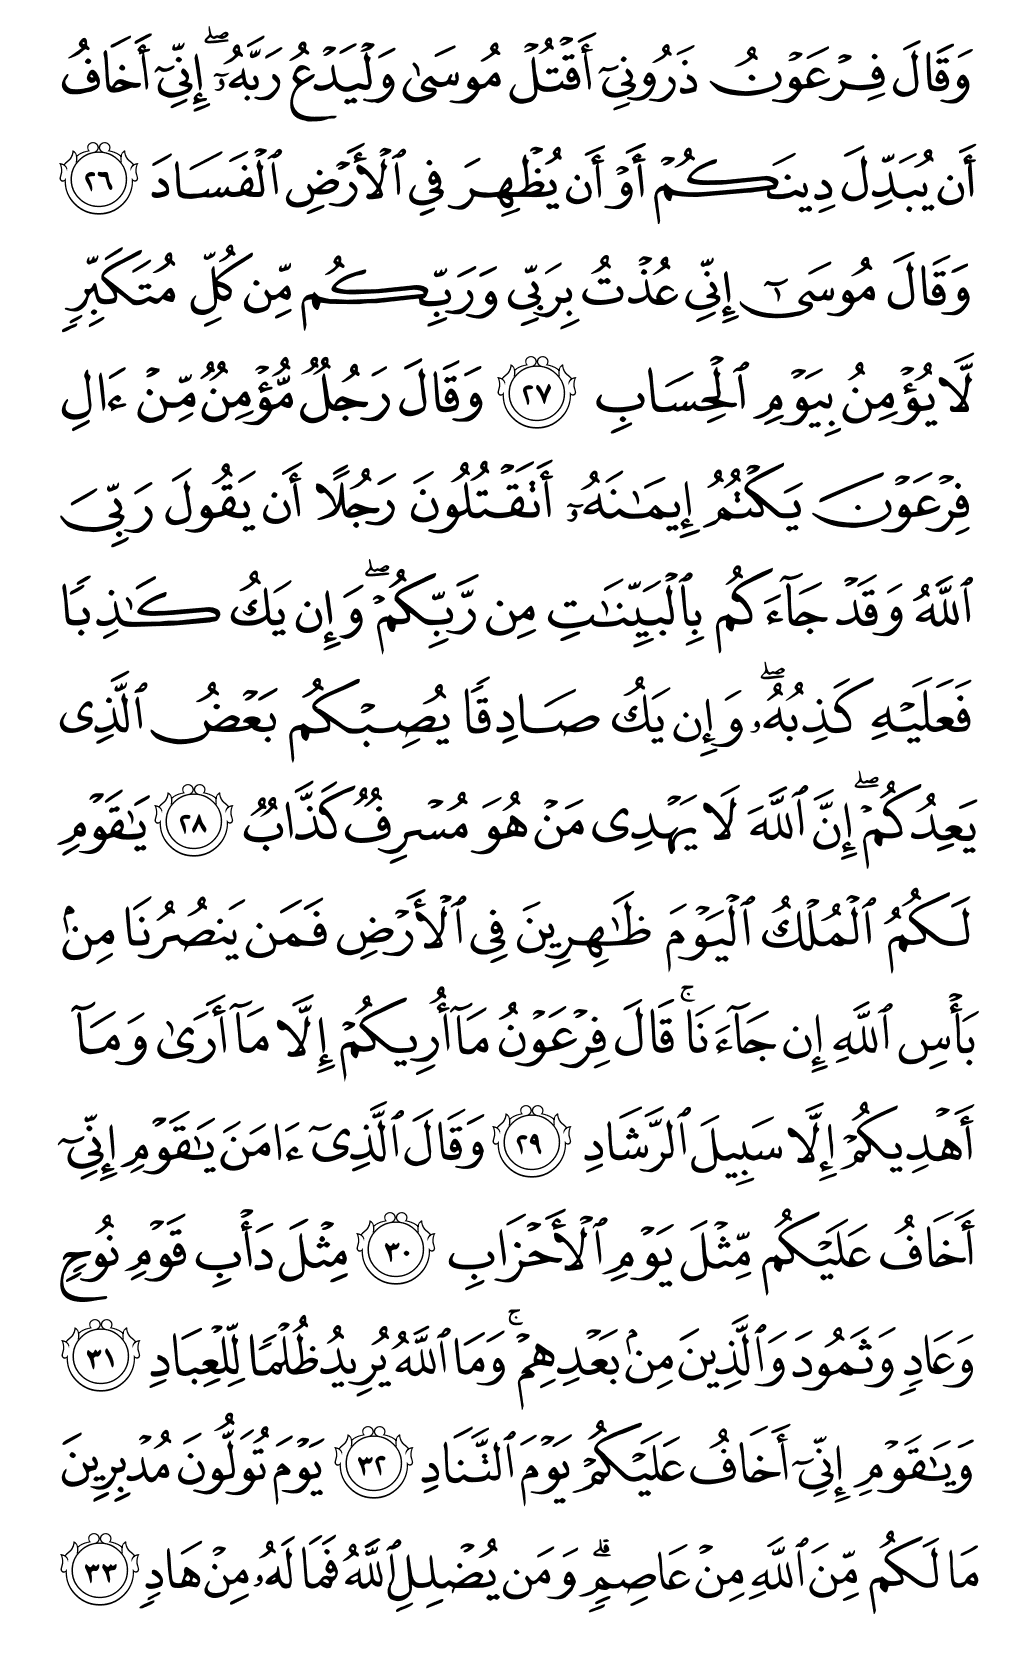 وَقَالَ فِرْعَوْنُ ذَرُونِىٓ أَقْتُلْ مُوسَىٰ وَلْيَدْعُ رَبَّهُۥٓ ۖ إِنِّىٓ أَخَافُ
أَن يُبَدِّلَ دِينَكُمْ أَوْ أَن يُظْهِرَ فِى ٱلْأَرْضِ ٱلْفَسَادَ ٢٦
وَقَالَ مُوسَىٰٓ إِنِّى عُذْتُ بِرَبِّى وَرَبِّكُم مِّن كُلِّ مُتَكَبِّرٍ
لَّا يُؤْمِنُ بِيَوْمِ ٱلْحِسَابِ ٢٧ وَقَالَ رَجُلٌ مُّؤْمِنٌ مِّنْ ءَالِ
فِرْعَوْنَ يَكْتُمُ إِيمَـٰنَهُۥٓ أَتَقْتُلُونَ رَجُلًا أَن يَقُولَ رَبِّىَ
ٱللَّهُ وَقَدْ جَآءَكُم بِٱلْبَيِّنَـٰتِ مِن رَّبِّكُمْ ۖ وَإِن يَكُ كَـٰذِبًا
فَعَلَيْهِ كَذِبُهُۥ ۖ وَإِن يَكُ صَادِقًا يُصِبْكُم بَعْضُ ٱلَّذِى
يَعِدُكُمْ ۖ إِنَّ ٱللَّهَ لَا يَهْدِى مَنْ هُوَ مُسْرِفٌ كَذَّابٌ ٢٨ يَـٰقَوْمِ
لَكُمُ ٱلْمُلْكُ ٱلْيَوْمَ ظَـٰهِرِينَ فِى ٱلْأَرْضِ فَمَن يَنصُرُنَا مِنۢ
بَأْسِ ٱللَّهِ إِن جَآءَنَا ۚ قَالَ فِرْعَوْنُ مَآ أُرِيكُمْ إِلَّا مَآ أَرَىٰ وَمَآ
أَهْدِيكُمْ إِلَّا سَبِيلَ ٱلرَّشَادِ ٢٩ وَقَالَ ٱلَّذِىٓ ءَامَنَ يَـٰقَوْمِ إِنِّىٓ
أَخَافُ عَلَيْكُم مِّثْلَ يَوْمِ ٱلْأَحْزَابِ ٣٠ مِثْلَ دَأْبِ قَوْمِ نُوحٍ
وَعَادٍ وَثَمُودَ وَٱلَّذِينَ مِنۢ بَعْدِهِمْ ۚ وَمَا ٱللَّهُ يُرِيدُ ظُلْمًا لِّلْعِبَادِ ٣١
وَيَـٰقَوْمِ إِنِّىٓ أَخَافُ عَلَيْكُمْ يَوْمَ ٱلتَّنَادِ ٣٢ يَوْمَ تُوَلُّونَ مُدْبِرِينَ
مَا لَكُم مِّنَ ٱللَّهِ مِنْ عَاصِمٍ ۗ وَمَن يُضْلِلِ ٱللَّهُ فَمَا لَهُۥ مِنْ هَادٍ ٣٣